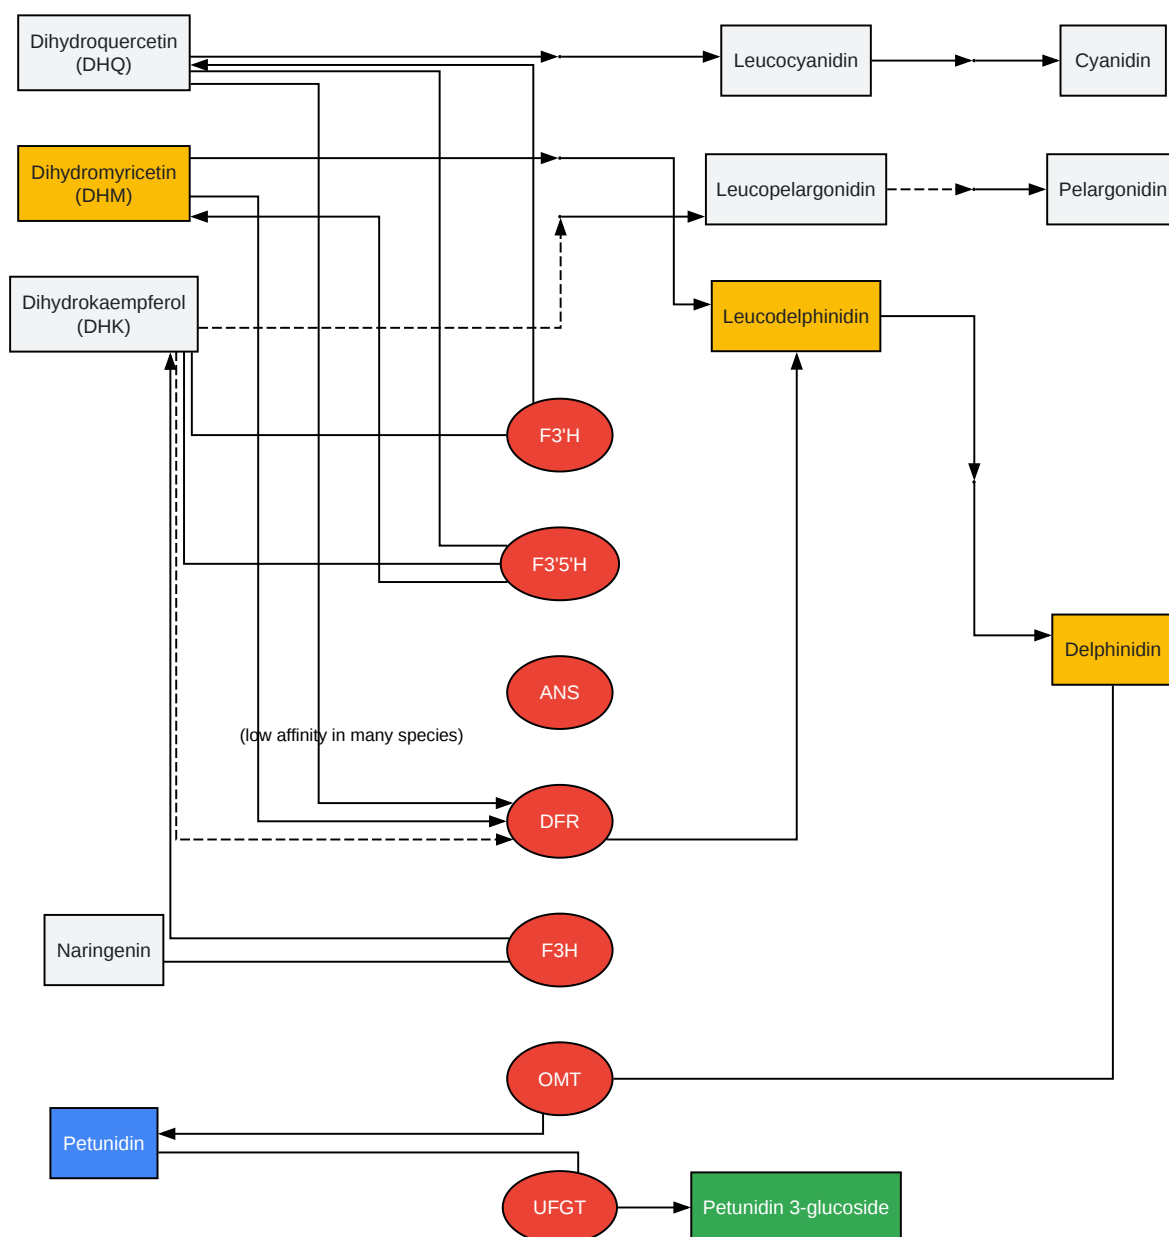 Dihydroquercetin
(DHQ)
Leucocyanidin
Cyanidin
Dihydromyricetin
(DHM)
Leucopelargonidin
Pelargonidin
Dihydrokaempferol
(DHK)
Leucodelphinidin
F3'H
F3'5'H
Delphinidin
ANS
(low affinity in many species)
DFR
Naringenin
F3H
OMT
Petunidin
UFGT
Petunidin 3-glucoside